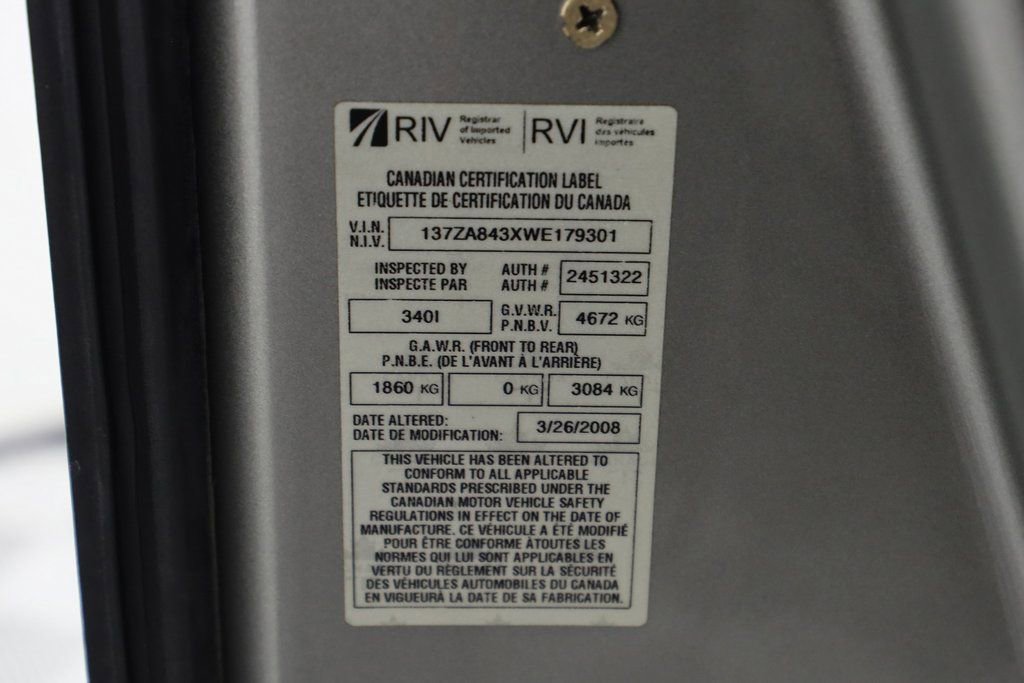 RIV Registrar of Imported Vehicles | RVI Registraire des véhicules importés
CANADIAN CERTIFICATION LABEL
ETIQUETTE DE CERTIFICATION DU CANADA
V.I.N. N.I.V. 137ZA843XWE179301
INSPECTED BY AUTH #
INSPECTE PAR AUTH # 2451322
340I G.V.W.R. P.N.B.V. 4672 KG
G.A.W.R. (FRONT TO REAR)
P.N.B.E. (DE L'AVANT À L'ARRIÈRE)
1860 KG 0 KG 3084 KG
DATE ALTERED:
DATE DE MODIFICATION: 3/26/2008
THIS VEHICLE HAS BEEN ALTERED TO
CONFORM TO ALL APPLICABLE
STANDARDS PRESCRIBED UNDER THE
CANADIAN MOTOR VEHICLE SAFETY
REGULATIONS IN EFFECT ON THE DATE OF
MANUFACTURE. CE VÉHICULE A ÉTÉ MODIFIÉ
POUR ÊTRE CONFORME ÀTOUTES LES
NORMES QUI LUI SONT APPLICABLES EN
VERTU DU RÈGLEMENT SUR LA SÉCURITÉ
DES VÉHICULES AUTOMOBILES DU CANADA
EN VIGUEURÀ LA DATE DE SA FABRICATION.